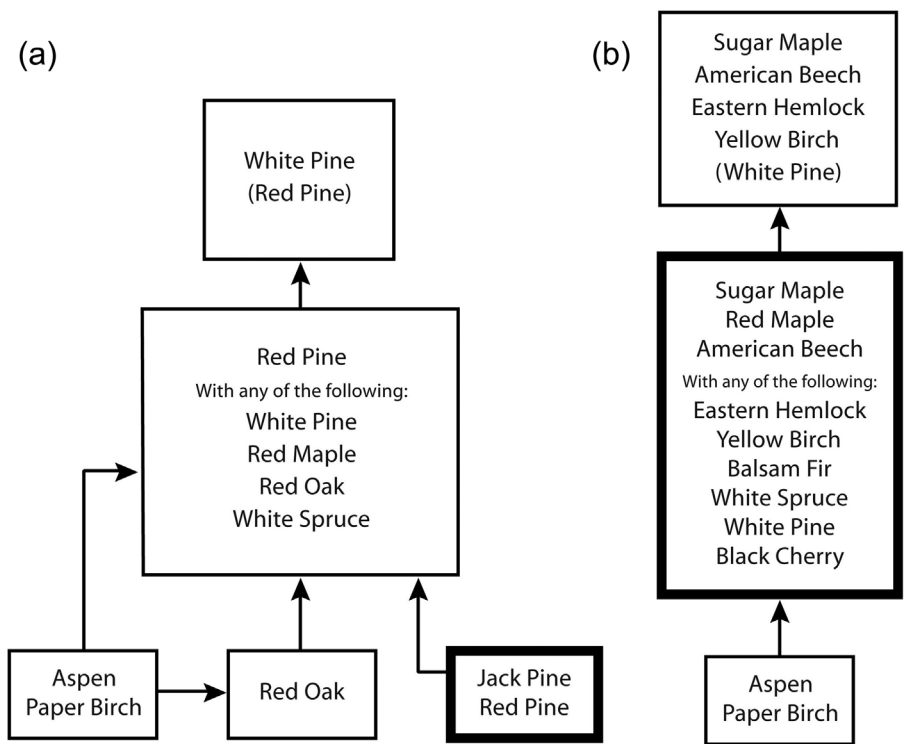 (a)
White Pine
(Red Pine)
Red Pine
With any of the following:
White Pine
Red Maple
Red Oak
White Spruce
Aspen
Paper Birch
Red Oak
Jack Pine
Red Pine
(b)
Sugar Maple
American Beech
Eastern Hemlock
Yellow Birch
(White Pine)
Sugar Maple
Red Maple
American Beech
With any of the following:
Eastern Hemlock
Yellow Birch
Balsam Fir
White Spruce
White Pine
Black Cherry
Aspen
Paper Birch